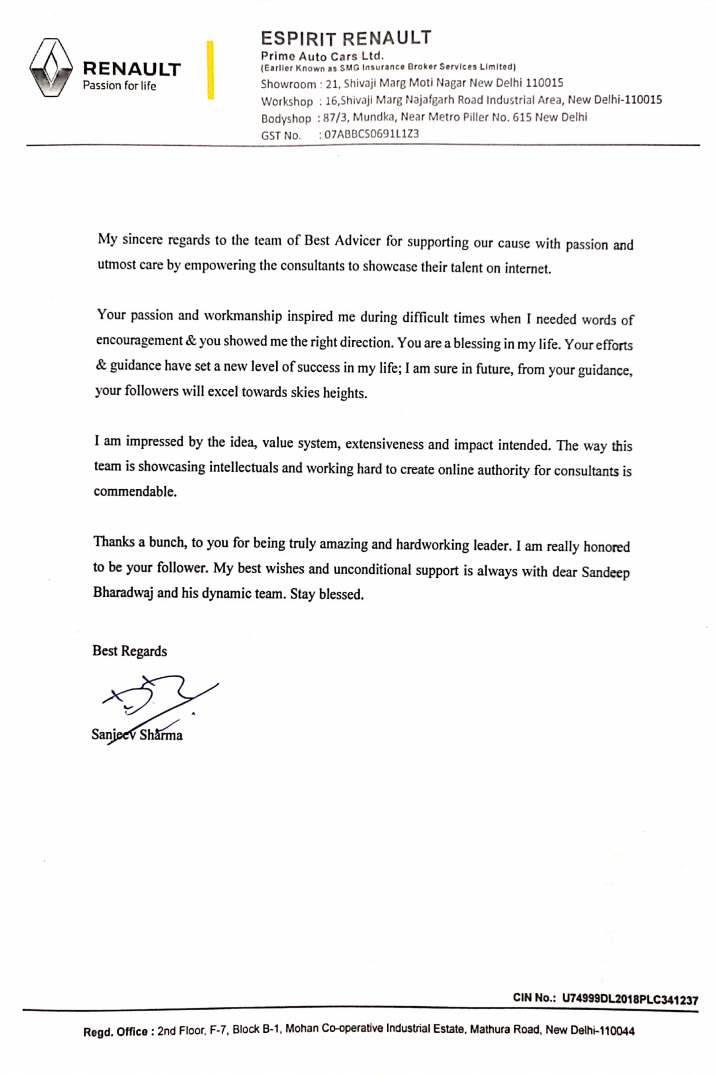 ESPIRIT RENAULT
Prime Auto Cars Ltd.
(Earlier Known as SMG Insurance Broker Services Limited)
RENAULT
Passion for life
Showroom : 21, Shivaji Marg Moti Nagar New Delhi 110015
Workshop : 16,Shivaji Marg Najafgarh Road Industrial Area, New Delhi-110015
Bodyshop : 87/3, Mundka, Near Metro Piller No. 615 New Delhi
GST No. : 07ABBCS0691L1Z3
My sincere regards to the team of Best Advicer for supporting our cause with passion and
utmost care by empowering the consultants to showcase their talent on internet.
Your passion and workmanship inspired me during difficult times when I needed words of
encouragement & you showed me the right direction. You are a blessing in my life. Your efforts
& guidance have set a new level of success in my life; I am sure in future, from your guidance,
your followers will excel towards skies heights.
I am impressed by the idea, value system, extensiveness and impact intended. The way this
team is showcasing intellectuals and working hard to create online authority for consultants is
commendable.
Thanks a bunch, to you for being truly amazing and hardworking leader. I am really honored
to be your follower. My best wishes and unconditional support is always with dear Sandeep
Bharadwaj and his dynamic team. Stay blessed.
Best Regards
Sanjeev Sharma
CIN No.: U74999DL2018PLC341237
Regd. Office : 2nd Floor, F-7, Block B-1, Mohan Co-operative Industrial Estate, Mathura Road, New Delhi-110044